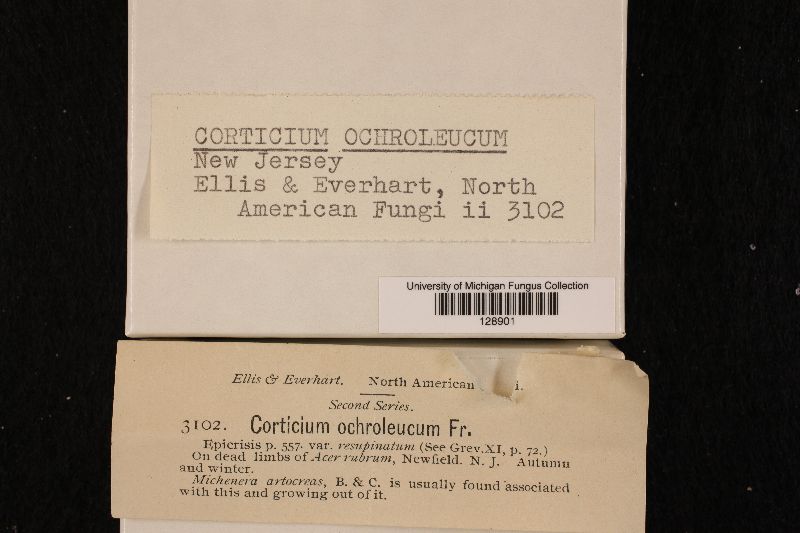 CORTICIUM OCHROLEUCUM
New Jersey
Ellis & Everhart, North
American Fungi ii 3102
University of Michigan Fungus Collection
128901
Ellis & Everhart. North American i.
Second Series.
3102. Corticium ochroleucum Fr.
Epicrisis p. 557. var. resupinatum (See Grev.XI, p. 72.)
On dead limbs of Acer rubrum, Newfield. N. J. Autumn
and winter.
Michenera artocreas, B. & C. is usually found associated
with this and growing out of it.